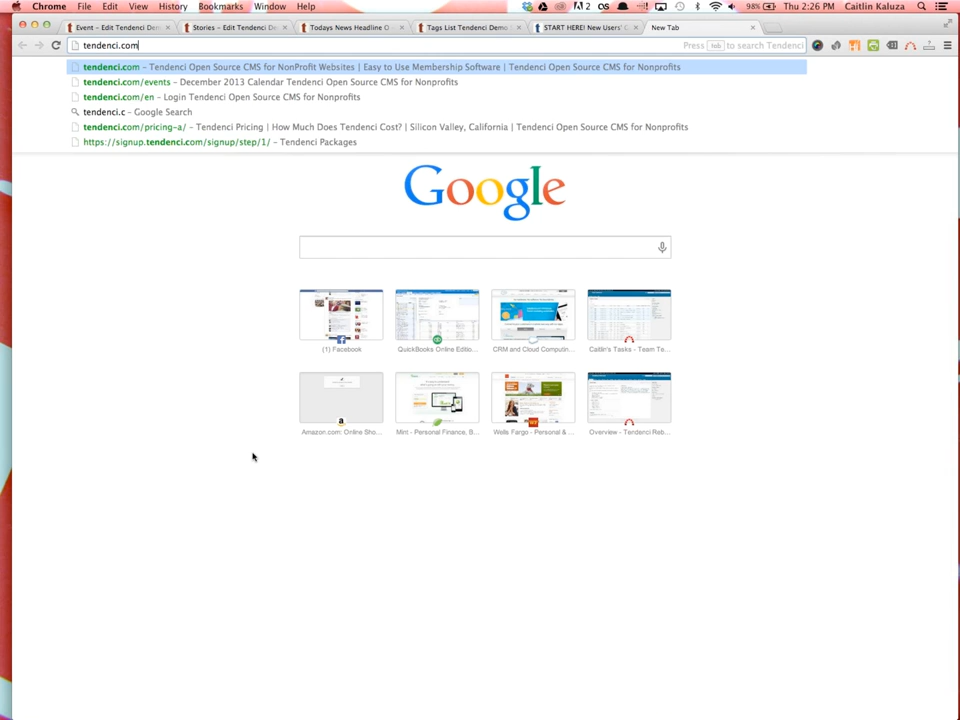 Chrome File Edit View History Bookmarks Window Help 2 98% Thu 2:26 PM Caitlin Kaluza
Event – Edit Tendenci Dem Stories – Edit Tendenci De Todays News Headline O Tags List Tendenci Demo START HERE! New Users' C New Tab
tendenci.com Press tab to search Tendenci
tendenci.com – Tendenci Open Source CMS for NonProfit Websites | Easy to Use Membership Software | Tendenci Open Source CMS for Nonprofits
tendenci.com/events – December 2013 Calendar Tendenci Open Source CMS for Nonprofits
tendenci.com/en – Login Tendenci Open Source CMS for Nonprofits
tendenci.c – Google Search
tendenci.com/pricing-a/ – Tendenci Pricing | How Much Does Tendenci Cost? | Silicon Valley, California | Tendenci Open Source CMS for Nonprofits
https://signup.tendenci.com/signup/step/1/ – Tendenci Packages
Google
(1) Facebook QuickBooks Online Editio... CRM and Cloud Computin... Caitlin's Tasks - Team Te...
Amazon.com: Online Sho... Mint - Personal Finance, B... Wells Fargo - Personal & ... Overview - Tendenci Reb...